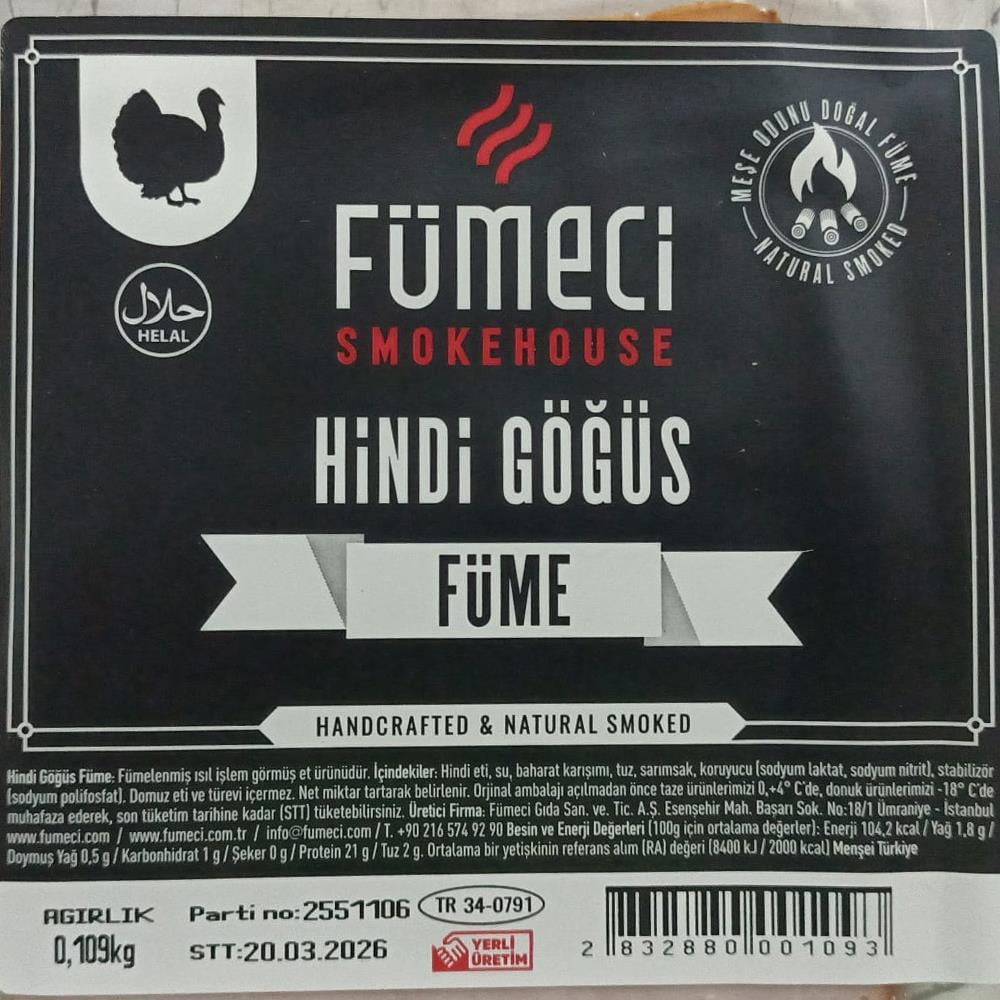 MEŞE ODUNU DOĞAL FÜME
NATURAL SMOKED
حلال
HELAL
FÜMECİ
SMOKEHOUSE
HİNDİ GÖĞÜS
FÜME
HANDCRAFTED & NATURAL SMOKED
Hindi Göğüs Füme: Fümelenmiş ısıl işlem görmüş et ürünüdür. İçindekiler: Hindi eti, su, baharat karışımı, tuz, sarımsak, koruyucu (sodyum laktat, sodyum nitrit), stabilizör
(sodyum polifosfat). Domuz eti ve türevi içermez. Net miktar tartarak belirlenir. Orjinal ambalajı açılmadan önce taze ürünlerimizi 0,+4° C'de, donuk ürünlerimizi -18° C'de
muhafaza ederek, son tüketim tarihine kadar (STT) tüketebilirsiniz. Üretici Firma: Fümeci Gıda San. ve. Tic. A.Ş. Esenşehir Mah. Başarı Sok. No:18/1 Ümraniye - İstanbul
www.fumeci.com / www.fumeci.com.tr / info@fumeci.com / T. +90 216 574 92 90 Besin ve Enerji Değerleri (100g için ortalama değerler): Enerji 104,2 kcal / Yağ 1,8 g /
Doymuş Yağ 0,5 g / Karbonhidrat 1 g / Şeker 0 g / Protein 21 g / Tuz 2 g. Ortalama bir yetişkinin referans alım (RA) değeri (8400 kJ / 2000 kcal) Menşei Türkiye
AGIRLIK
0,109kg
Parti no:2551106
STT:20.03.2026
TR 34-0791
YERLİ
ÜRETİM
2 832880 001093